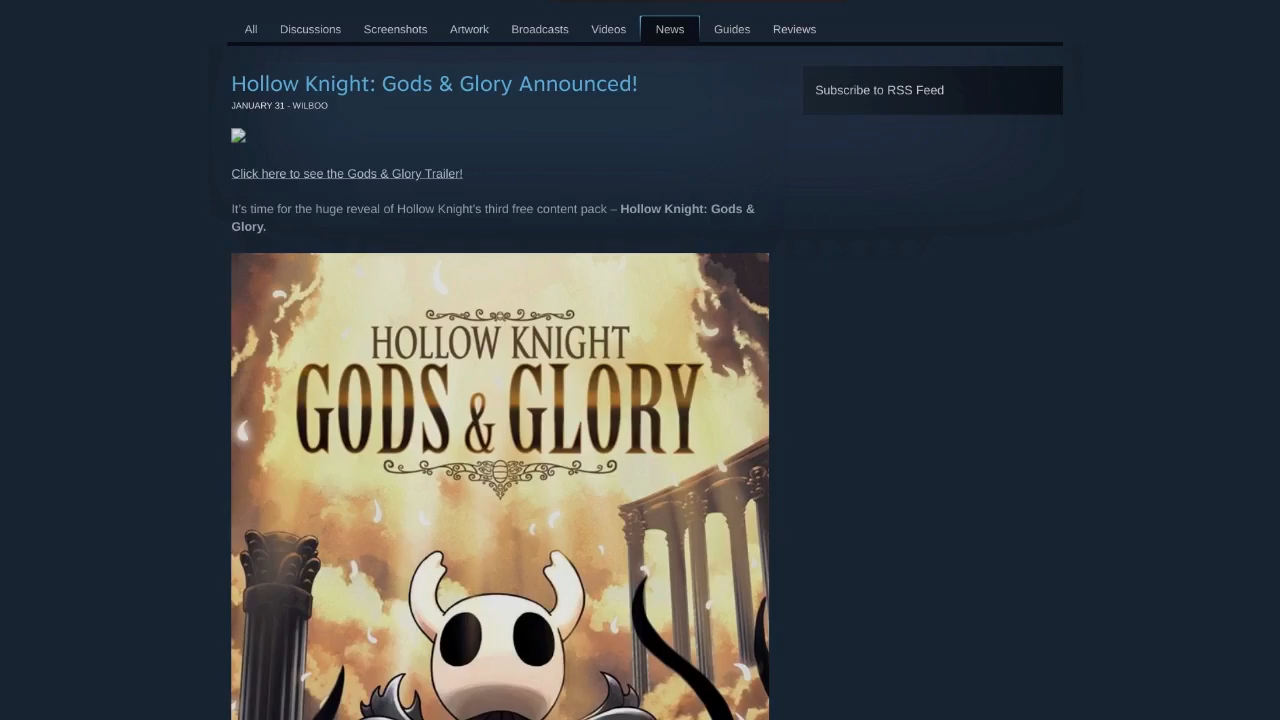 All Discussions Screenshots Artwork Broadcasts Videos News Guides Reviews
Hollow Knight: Gods & Glory Announced!
JANUARY 31 - WILBOO
Subscribe to RSS Feed
Click here to see the Gods & Glory Trailer!
It's time for the huge reveal of Hollow Knight's third free content pack – Hollow Knight: Gods &
Glory.
HOLLOW KNIGHT
GODS & GLORY